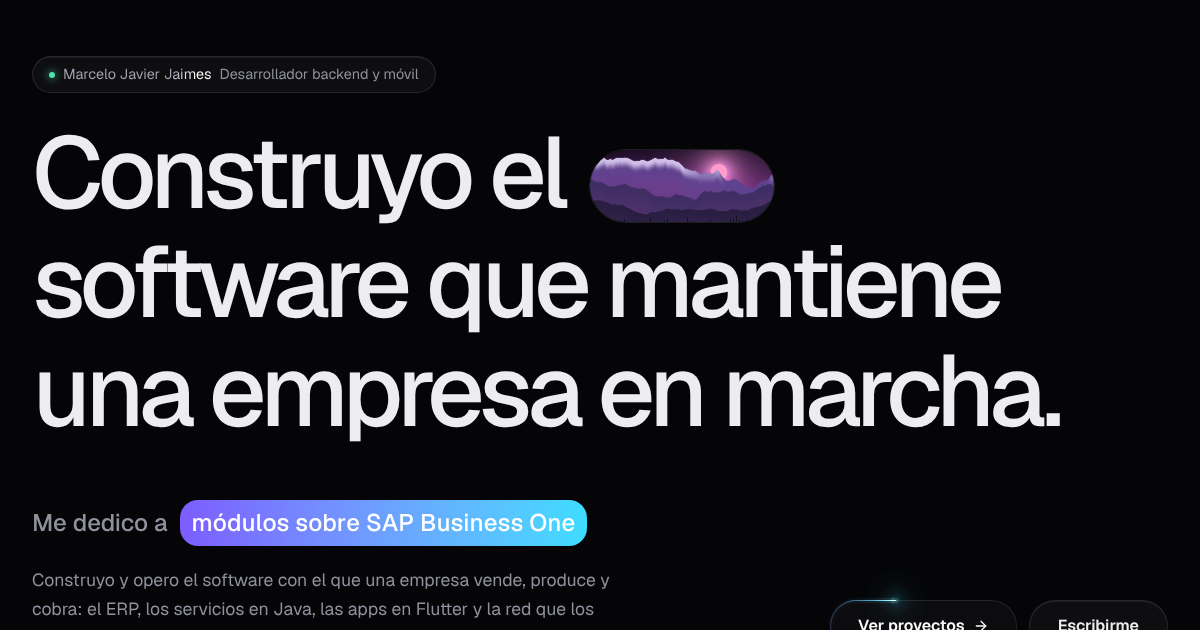 Marcelo Javier Jaimes Desarrollador backend y móvil
Construyo el
software que mantiene
una empresa en marcha.
Me dedico a módulos sobre SAP Business One
Construyo y opero el software con el que una empresa vende, produce y
cobra: el ERP, los servicios en Java, las apps en Flutter y la red que los
Ver proyectos →
Escribirme